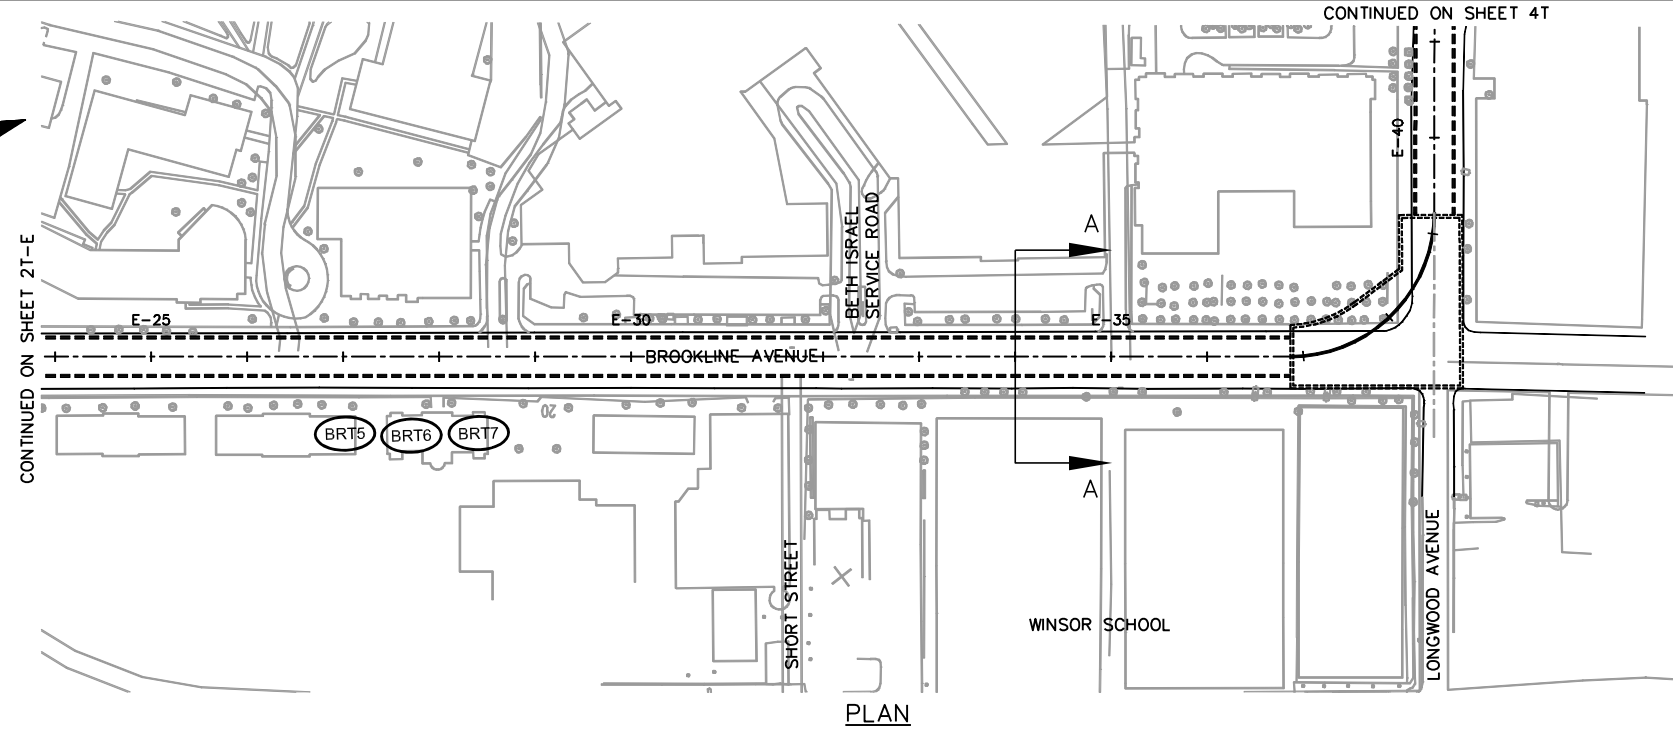 CONTINUED ON SHEET 4T
E-40
A
BETH ISRAEL
SERVICE ROAD
CONTINUED ON SHEET 2T-E
E-25
E-30
E-35
BROOKLINE AVENUE
20
BRT5
BRT6
BRT7
A
SHORT STREET
WINSOR SCHOOL
LONGWOOD AVENUE
PLAN